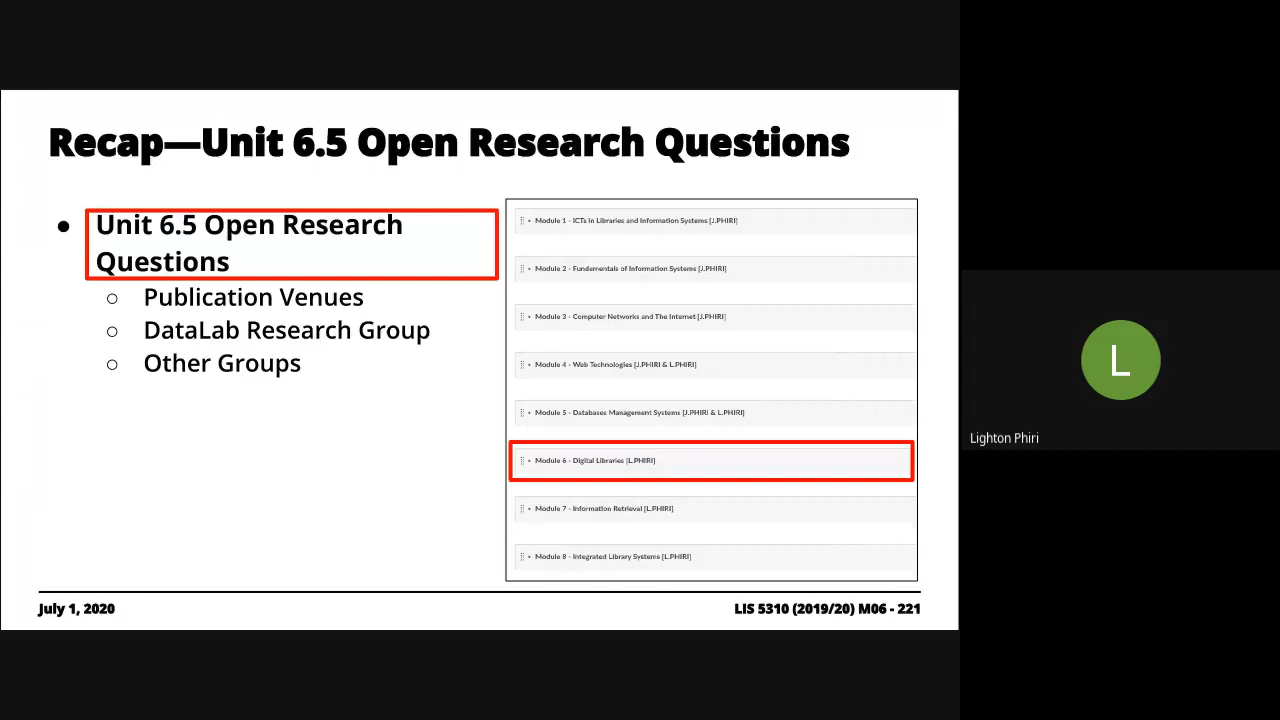 Recap—Unit 6.5 Open Research Questions
● Unit 6.5 Open Research
Questions
○ Publication Venues
○ DataLab Research Group
○ Other Groups
Module 1 - ICTs in Libraries and Information Systems [J.PHIRI]
Module 2 - Fundamentals of Information Systems [J.PHIRI]
Module 3 - Computer Networks and The Internet [J.PHIRI]
Module 4 - Web Technologies [J.PHIRI & L.PHIRI]
Module 5 - Databases Management Systems [J.PHIRI & L.PHIRI]
Module 6 - Digital Libraries [L.PHIRI]
Module 7 - Information Retrieval [L.PHIRI]
Module 8 - Integrated Library Systems [L.PHIRI]
July 1, 2020
LIS 5310 (2019/20) M06 - 221
L
Lighton Phiri